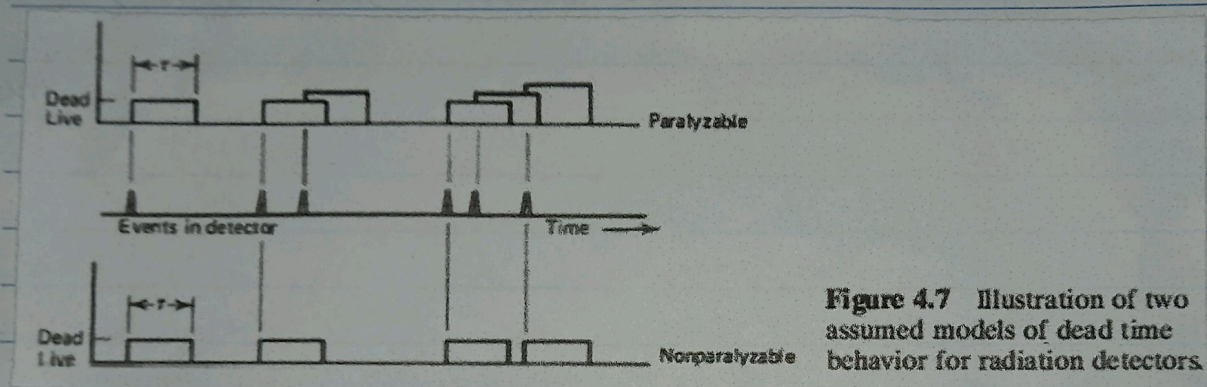 τ
Dead
Live
Paralyzable
Events in detector
Time
τ
Dead
Live
Nonparalyzable
Figure 4.7 Illustration of two
assumed models of dead time
behavior for radiation detectors.